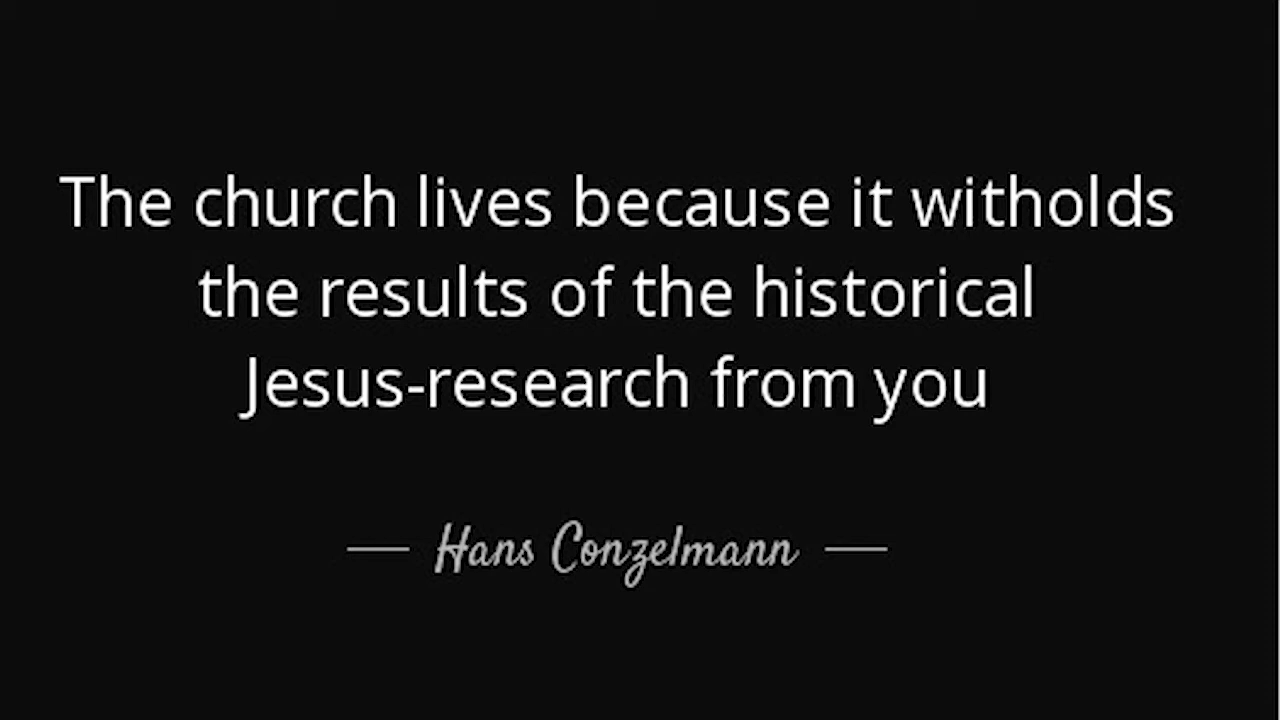 The church lives because it witholds
the results of the historical
Jesus-research from you
— Hans Conzelmann —